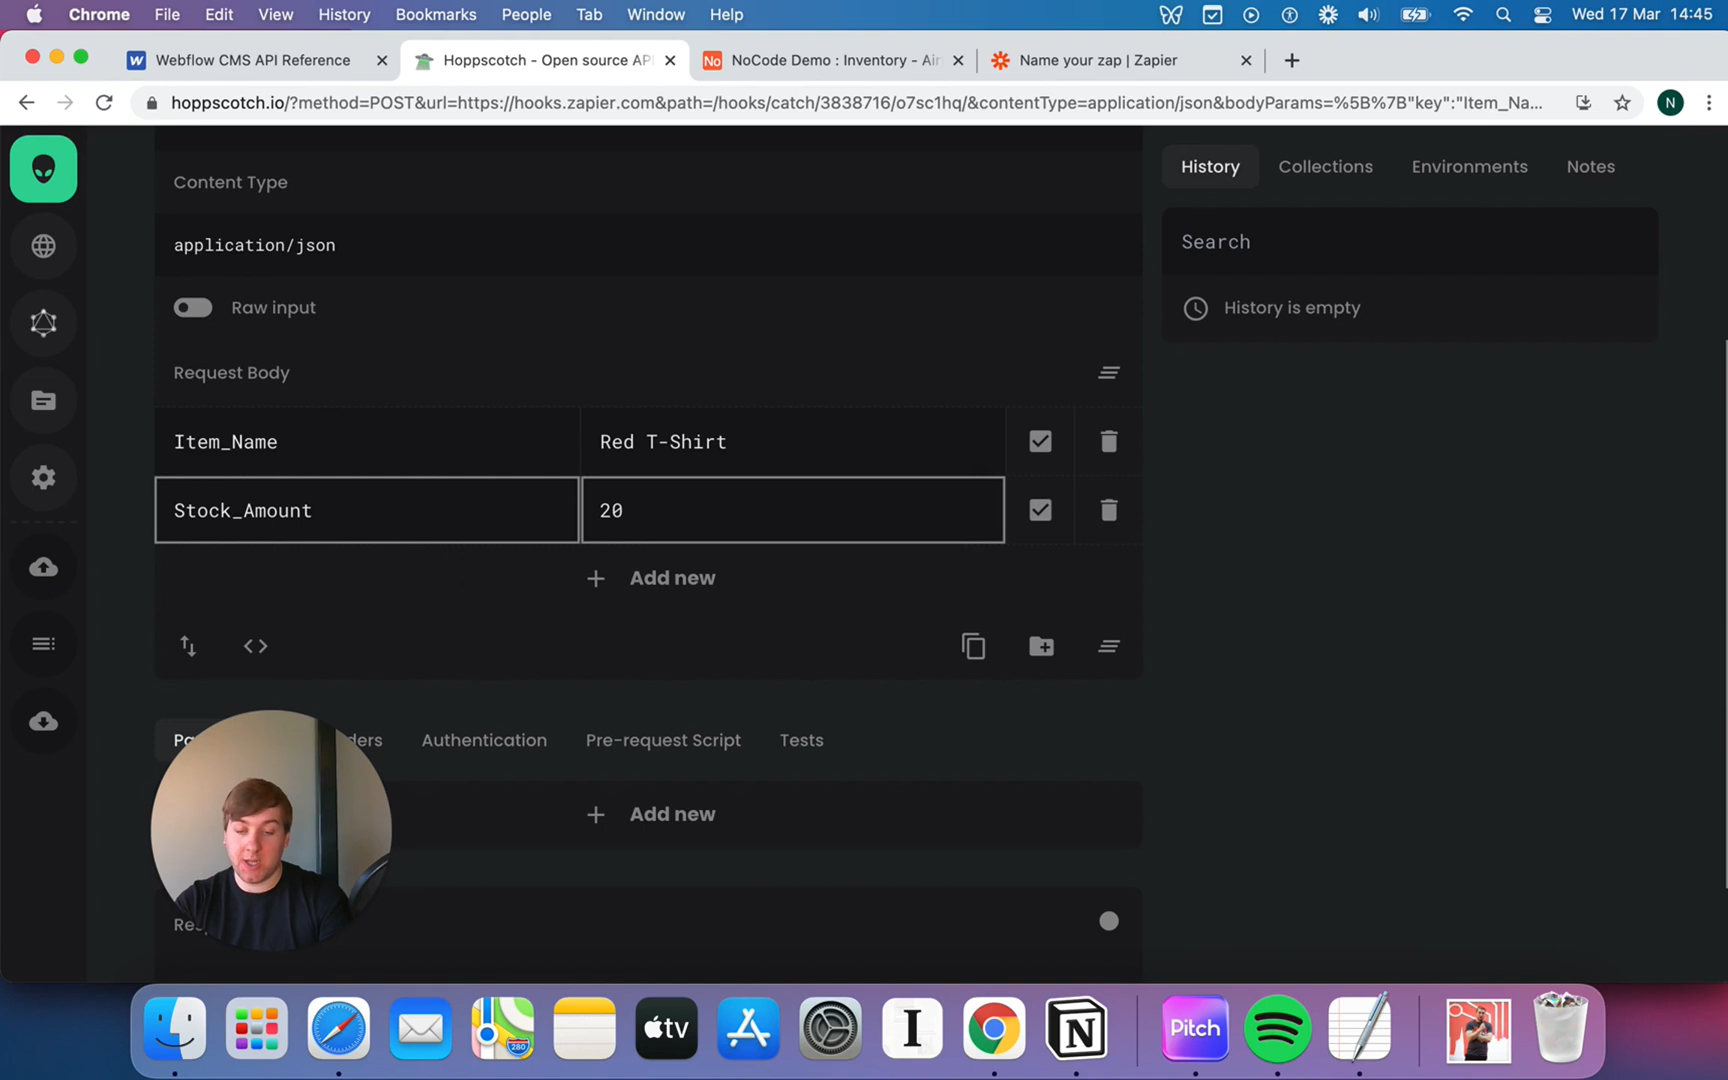 Chrome File Edit View History Bookmarks People Tab Window Help Wed 17 Mar 14:45
W Webflow CMS API Reference Hoppscotch - Open source API No NoCode Demo : Inventory - Air Name your zap | Zapier
hoppscotch.io/?method=POST&url=https://hooks.zapier.com&path=/hooks/catch/3838716/o7sc1hq/&contentType=application/json&bodyParams=%5B%7B"key":"Item_Na... N
History Collections Environments Notes
Content Type
Search
application/json
Raw input
History is empty
Request Body
Item_Name Red T-Shirt
Stock_Amount 20
+ Add new
Authentication Pre-request Script Tests
+ Add new
280 tv I N Pitch